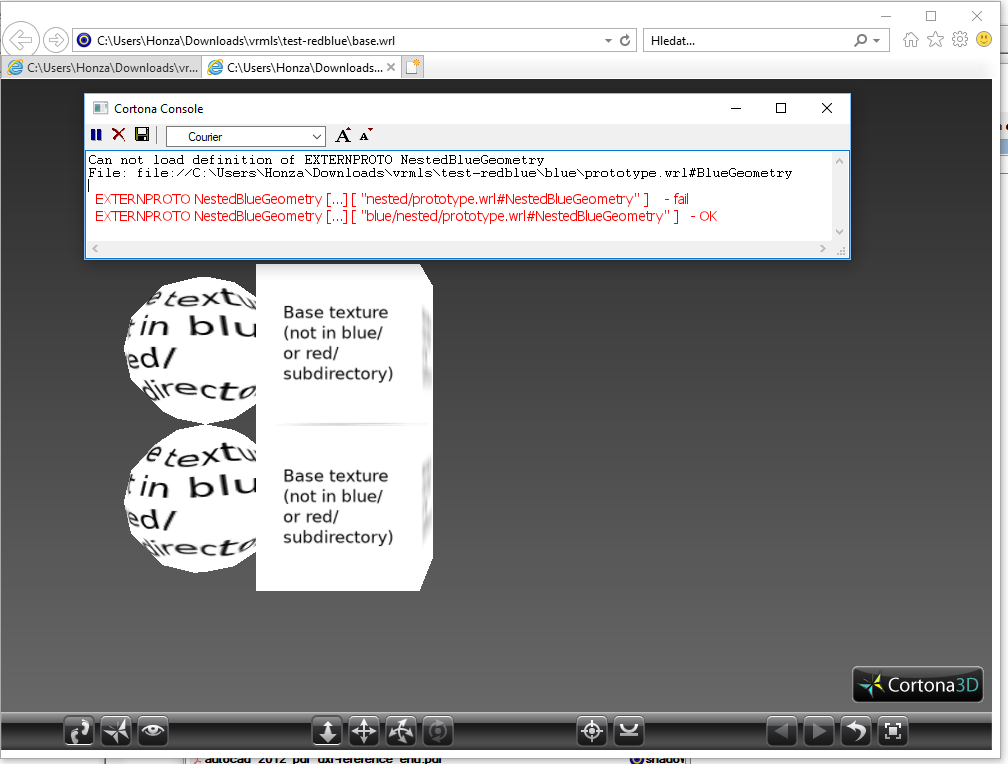 C:\Users\Honza\Downloads\vrmls\test-redblue\base.wrl
Hledat...
C:\Users\Honza\Downloads\vr...
C:\Users\Honza\Downloads...
Cortona Console
Courier
A A
Can not load definition of EXTERNPROTO NestedBlueGeometry
File: file://C:\Users\Honza\Downloads\vrmls\test-redblue\blue\prototype.wrl#BlueGeometry
EXTERNPROTO NestedBlueGeometry [...] [ "nested/prototype.wrl#NestedBlueGeometry" ] - fail
EXTERNPROTO NestedBlueGeometry [...] [ "blue/nested/prototype.wrl#NestedBlueGeometry" ] - OK
e textu
t in blu
ed/
directo
Base texture
(not in blue/
or red/
subdirectory)
e textu
t in blu
ed/
directo
Base texture
(not in blue/
or red/
subdirectory)
Cortona3D
autocad_2012_pdf_dxf-reference_enu.pdf
shadov